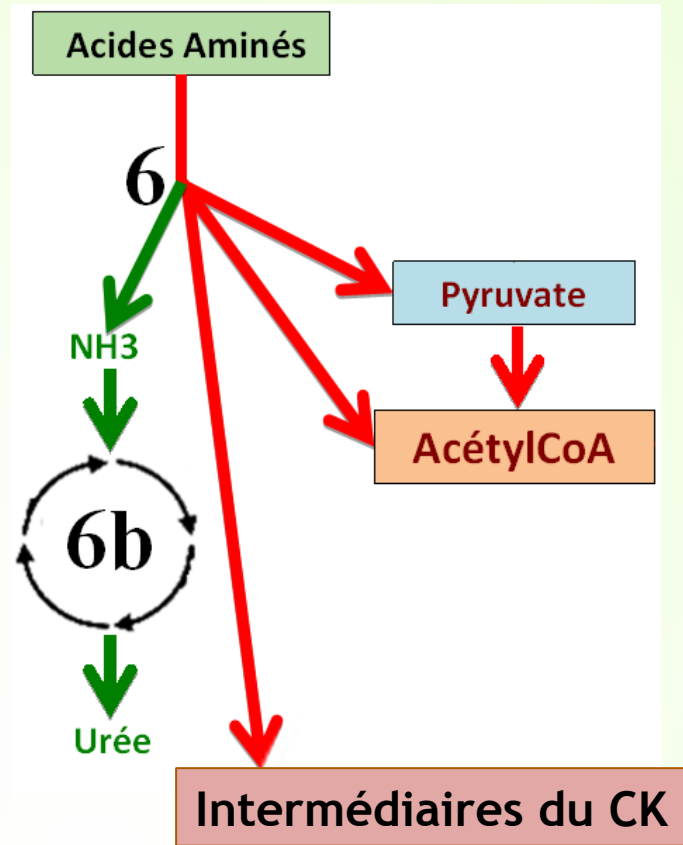 Acides Aminés
6
Pyruvate
NH3
AcétylCoA
6b
Urée
Intermédiaires du CK